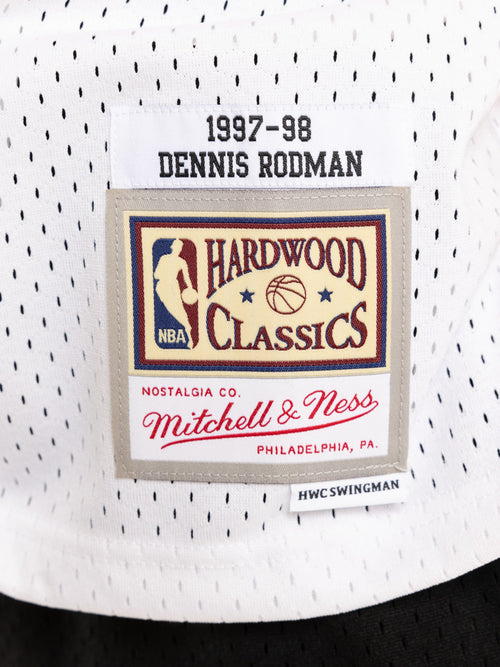 1997-98
DENNIS RODMAN
HARDWOOD
NBA
CLASSICS
NOSTALGIA CO.
Mitchell & Ness
PHILADELPHIA, PA.
HWC SWINGMAN